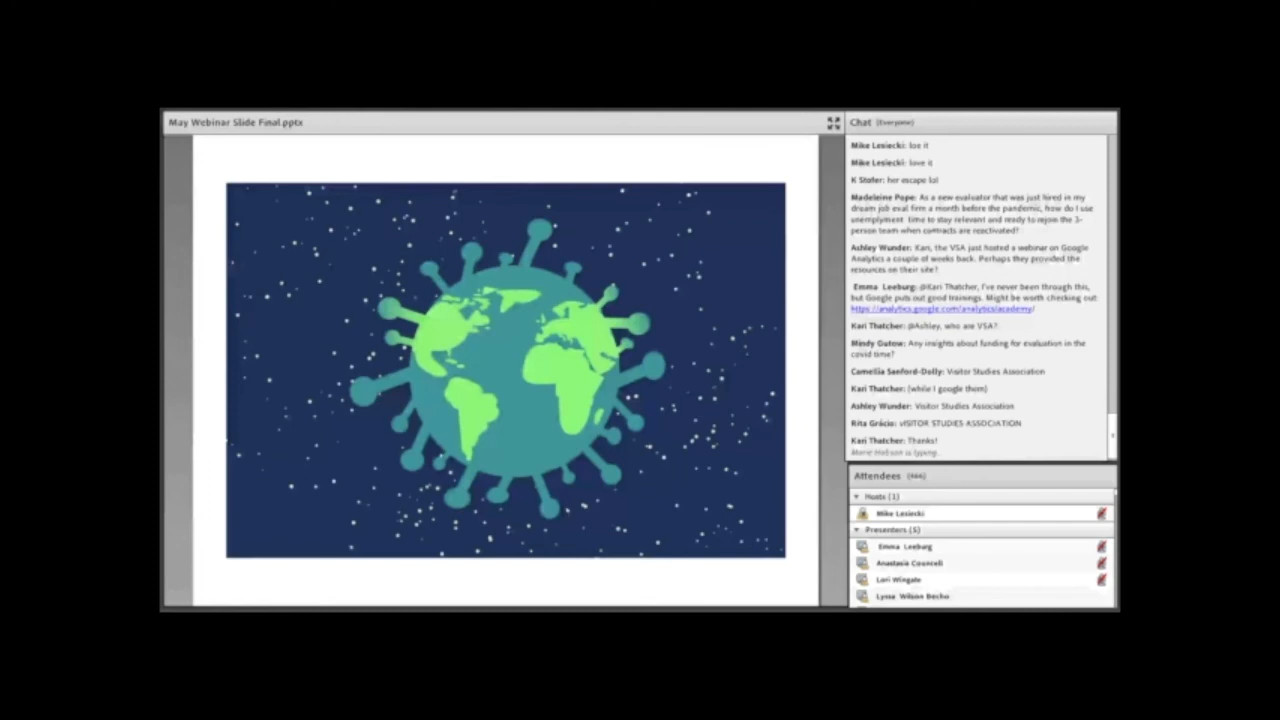 May Webinar Slide Final.pptx
Chat (Everyone)
Mike Lesiecki: loe it
Mike Lesiecki: love it
K Stofer: her escape lol
Madeleine Pope: As a new evaluator that was just hired in my
dream job eval firm a month before the pandemic, how do I use
unemplyment time to stay relevant and ready to rejoin the 3-
person team when contracts are reactivated?
Ashley Wunder: Kari, the VSA just hosted a webinar on Google
Analytics a couple of weeks back. Perhaps they provided the
resources on their site?
Emma Leeburg: @Kari Thatcher, I've never been through this,
but Google puts out good trainings. Might be worth checking out
https://analytics.google.com/analytics/academy/
Kari Thatcher: @Ashley, who are VSA?
Mindy Gutow: Any insights about funding for evaluation in the
covid time?
Camellia Sanford-Dolly: Visitor Studies Association
Kari Thatcher: (while I google them)
Ashley Wunder: Visitor Studies Association
Rita Grácio: vISITOR STUDIES ASSOCIATION
Kari Thatcher: Thanks!
is typing
Attendees
Hosts (1)
Mike Lesiecki
Presenters (5)
Emma Leeburg
Anastasia Councell
Lori Wingate
Lyssa Wilson Becho